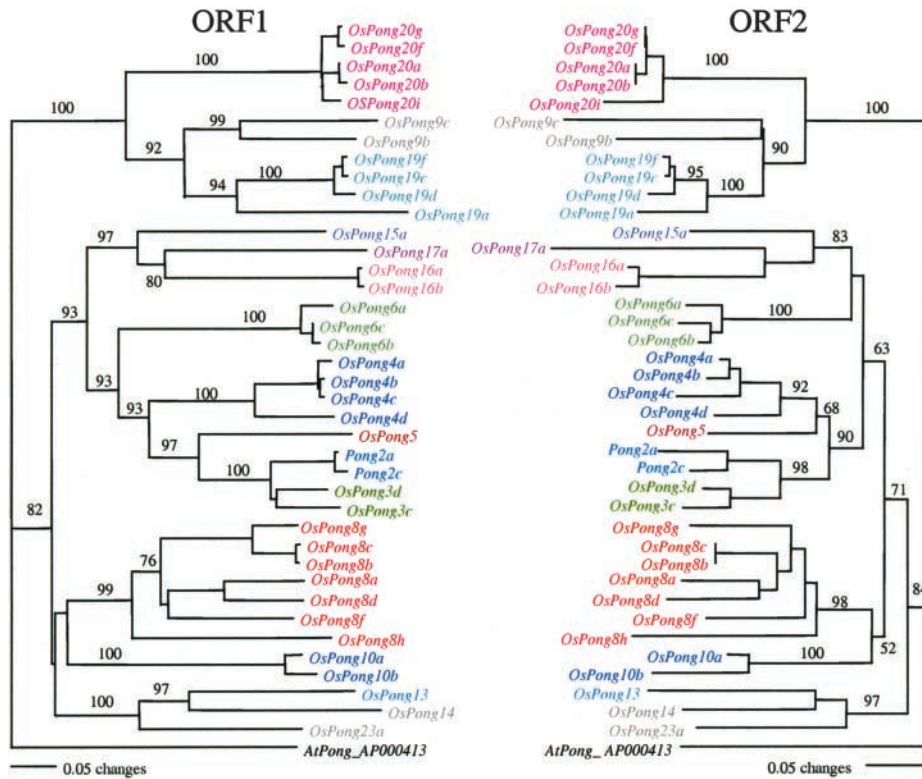 ORF1
ORF2
OsPong20g
OsPong20f
OsPong20a
OsPong20b
OSPong20i
OsPong9c
OsPong9b
OsPong19f
OsPong19c
OsPong19d
OsPong19a
OsPong15a
OsPong17a
OsPong16a
OsPong16b
OsPong6a
OsPong6c
OsPong6b
OsPong4a
OsPong4b
OsPong4c
OsPong4d
OsPong5
Pong2a
Pong2c
OsPong3d
OsPong3c
OsPong8g
OsPong8c
OsPong8b
OsPong8a
OsPong8d
OsPong8f
OsPong8h
OsPong10a
OsPong10b
OsPong13
OsPong14
OsPong23a
AtPong_AP000413
100
100
99
92
100
94
97
80
93
100
93
93
100
97
100
82
76
99
100
97
100
0.05 changes
OsPong20g
OsPong20f
OsPong20a
OsPong20b
OsPong20i
OsPong9c
OsPong9b
OsPong19f
OsPong19c
OsPong19d
OsPong19a
OsPong15a
OsPong17a
OsPong16a
OsPong16b
OsPong6a
OsPong6c
OsPong6b
OsPong4a
OsPong4b
OsPong4c
OsPong4d
OsPong5
Pong2a
Pong2c
OsPong3d
OsPong3c
OsPong8g
OsPong8c
OsPong8b
OsPong8a
OsPong8d
OsPong8f
OsPong8h
OsPong10a
OsPong10b
OsPong13
OsPong14
OsPong23a
AtPong_ AP000413
100
100
90
95
100
83
100
63
92
68
90
98
71
84
98
52
100
97
0.05 changes